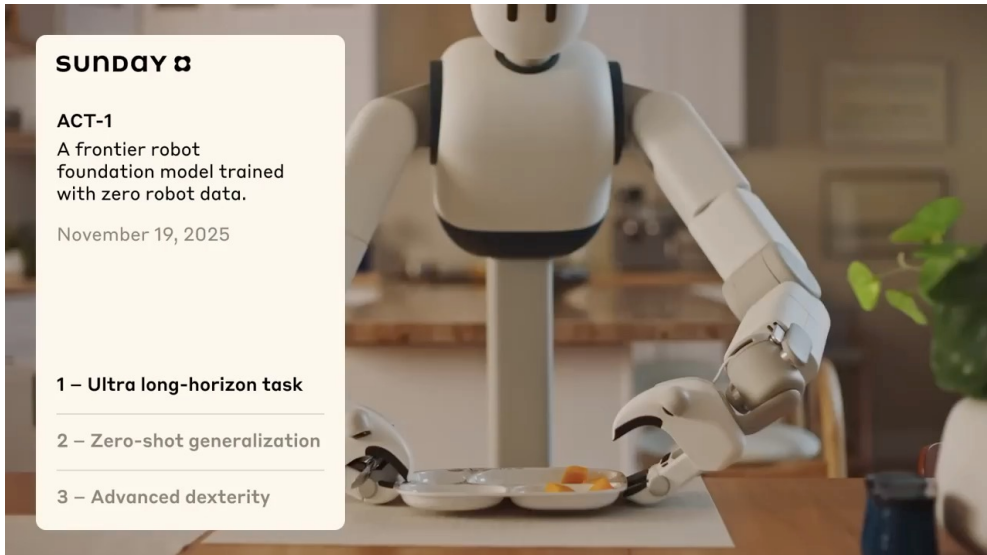 SUNDAY
ACT-1
A frontier robot
foundation model trained
with zero robot data.
November 19, 2025
1 – Ultra long-horizon task
2 – Zero-shot generalization
3 – Advanced dexterity